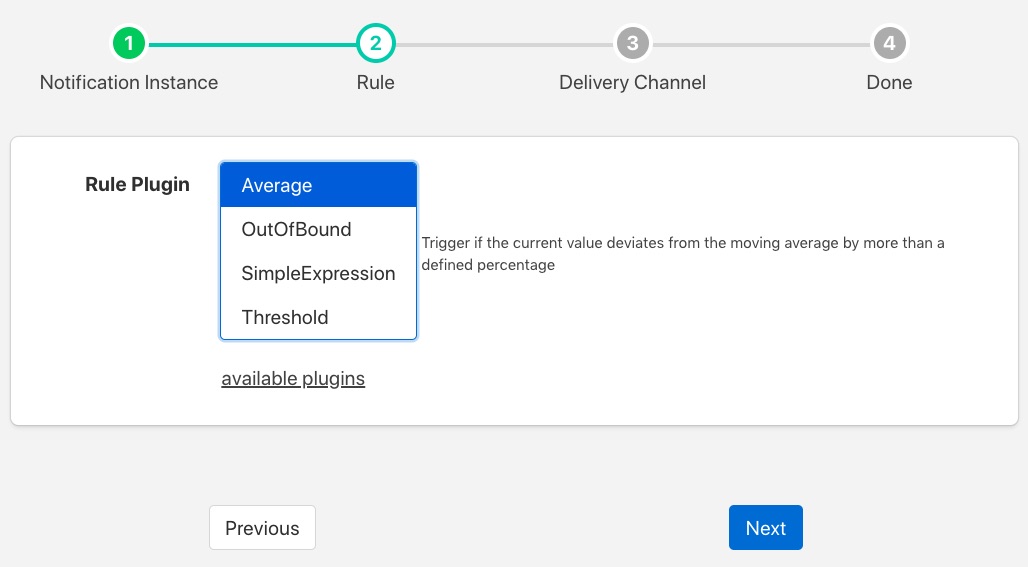 1 2 3 4
Notification Instance Rule Delivery Channel Done
Rule Plugin
Average
OutOfBound
SimpleExpression
Threshold
Trigger if the current value deviates from the moving average by more than a
defined percentage
available plugins
Previous Next